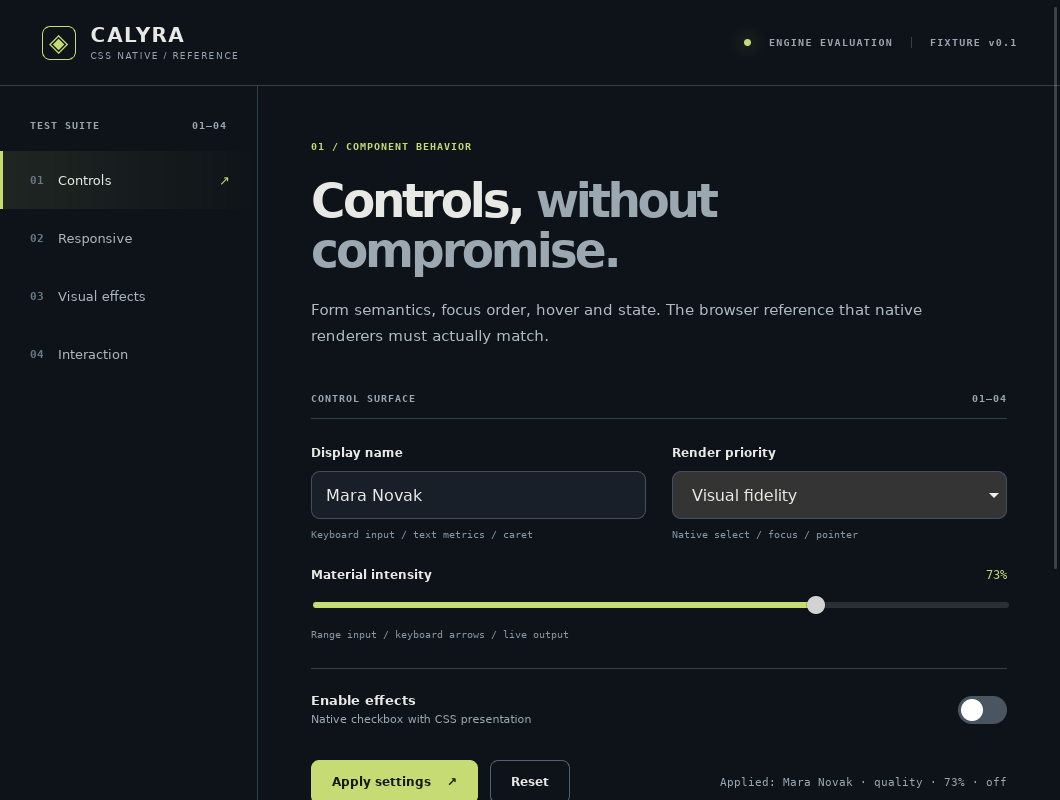 CALYRA
CSS NATIVE / REFERENCE
ENGINE EVALUATION
FIXTURE v0.1
TEST SUITE
01—04
01 Controls ↗
02 Responsive
03 Visual effects
04 Interaction
01 / COMPONENT BEHAVIOR
Controls, without
compromise.
Form semantics, focus order, hover and state. The browser reference that native
renderers must actually match.
CONTROL SURFACE
01—04
Display name
Render priority
Mara Novak
Visual fidelity
Keyboard input / text metrics / caret
Native select / focus / pointer
Material intensity
73%
Range input / keyboard arrows / live output
Enable effects
Native checkbox with CSS presentation
Apply settings ↗
Reset
Applied: Mara Novak · quality · 73% · off